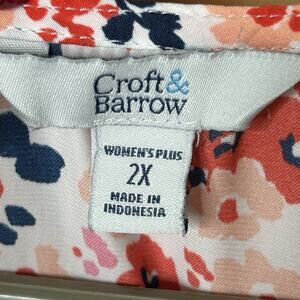 Croft&
Barrow
WOMEN'S PLUS
2X
MADE IN
INDONESIA